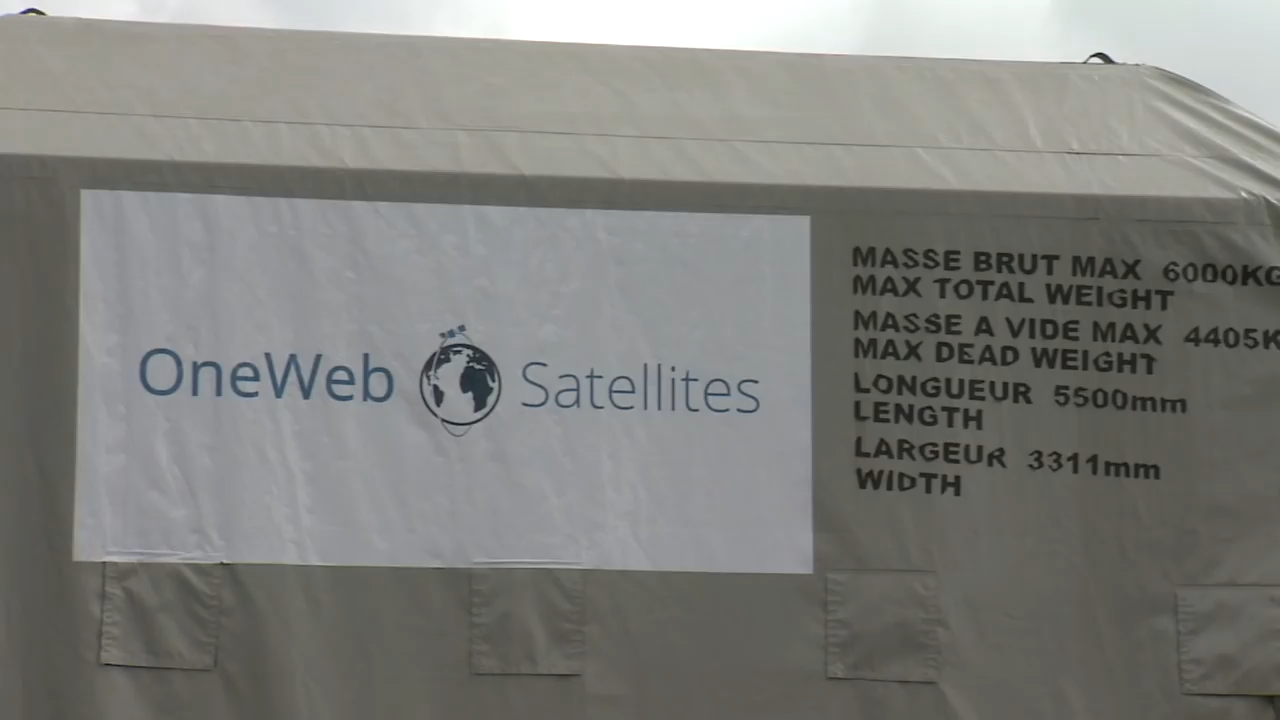 OneWeb Satellites
MASSE BRUT MAX 6000KG
MAX TOTAL WEIGHT
MASSE A VIDE MAX 4405K
MAX DEAD WEIGHT
LONGUEUR 5500mm
LENGTH
LARGEUR 3311mm
WIDTH